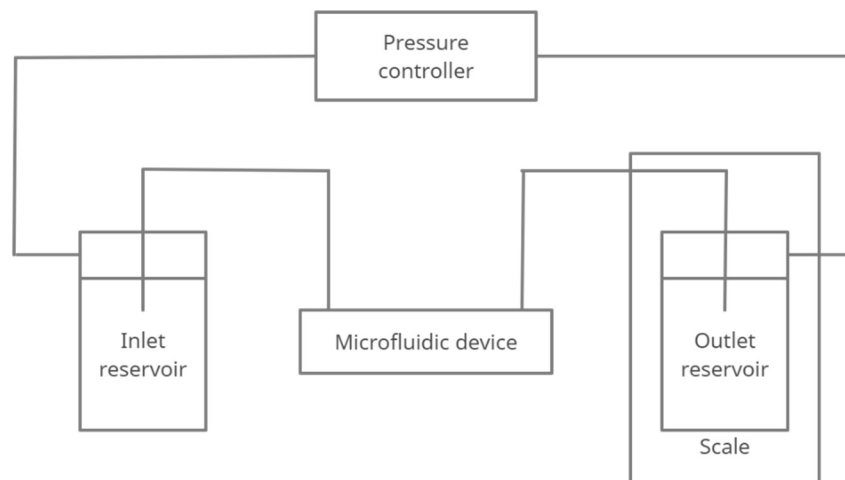 Pressure
controller
Inlet
reservoir
Microfluidic device
Outlet
reservoir
Scale